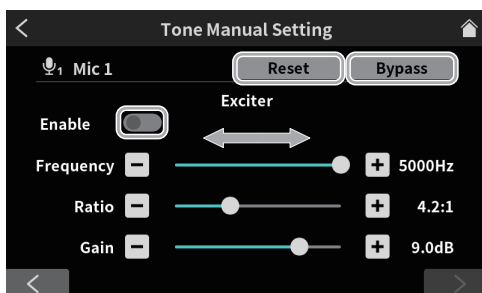 Tone Manual Setting
1 Mic 1 Reset Bypass
Exciter
Enable
Frequency − + 5000Hz
Ratio − + 4.2:1
Gain − + 9.0dB